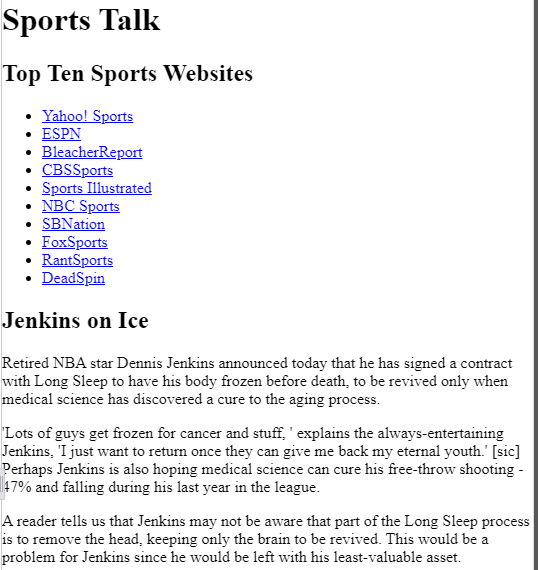 Sports Talk
Top Ten Sports Websites
Yahoo! Sports
ESPN
BleacherReport
CBSSports
Sports Illustrated
NBC Sports
SBNation
FoxSports
RantSports
DeadSpin
Jenkins on Ice
Retired NBA star Dennis Jenkins announced today that he has signed a contract
with Long Sleep to have his body frozen before death, to be revived only when
medical science has discovered a cure to the aging process.
'Lots of guys get frozen for cancer and stuff, ' explains the always-entertaining
Jenkins, 'I just want to return once they can give me back my eternal youth.' [sic]
Perhaps Jenkins is also hoping medical science can cure his free-throw shooting -
47% and falling during his last year in the league.
A reader tells us that Jenkins may not be aware that part of the Long Sleep process
is to remove the head, keeping only the brain to be revived. This would be a
problem for Jenkins since he would be left with his least-valuable asset.